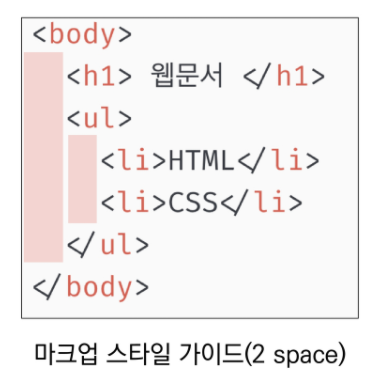 <body>
  <h1> 웹문서 </h1>
  <ul>
    <li>HTML</li>
    <li>CSS</li>
  </ul>
</body>
마크업 스타일 가이드(2 space)